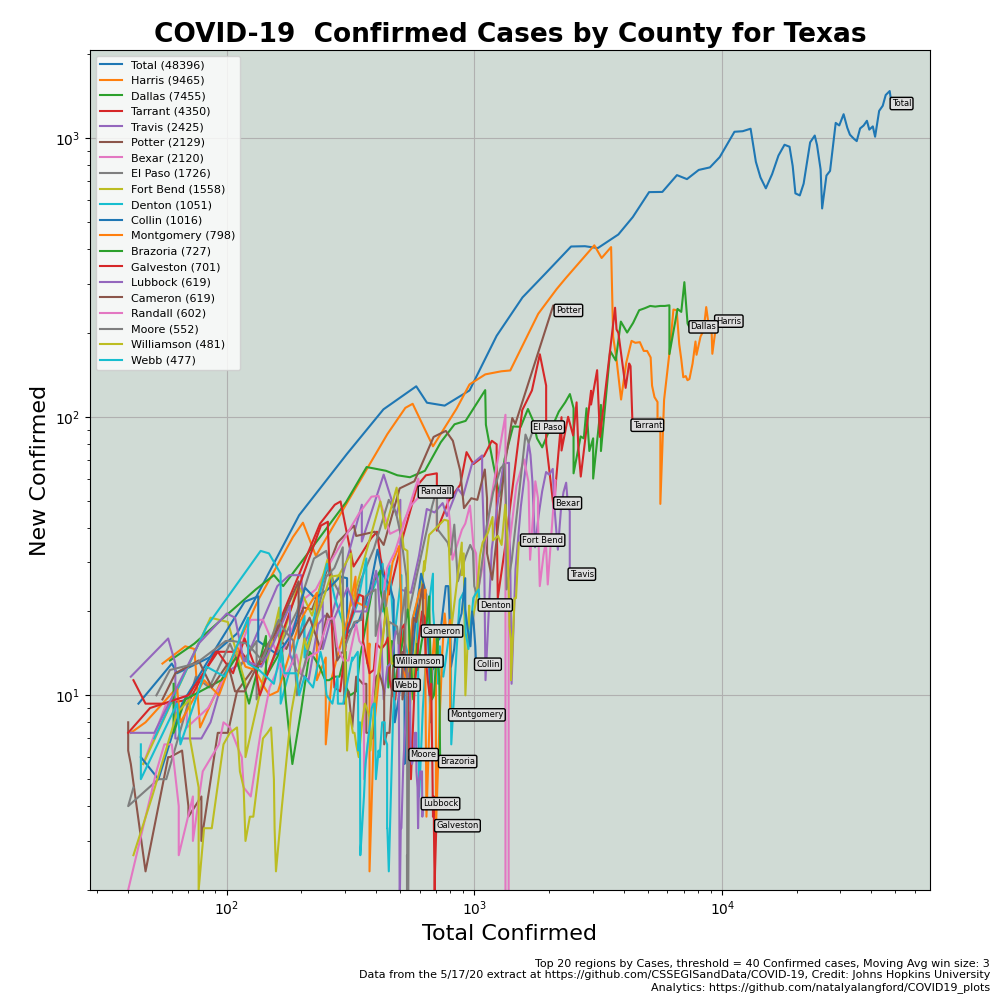 COVID-19  Confirmed Cases by County for Texas
Total (48396)
Harris (9465)
Dallas (7455)
Tarrant (4350)
Travis (2425)
Potter (2129)
Bexar (2120)
El Paso (1726)
Fort Bend (1558)
Denton (1051)
Collin (1016)
Montgomery (798)
Brazoria (727)
Galveston (701)
Lubbock (619)
Cameron (619)
Randall (602)
Moore (552)
Williamson (481)
Webb (477)
Total
Potter
Harris
Dallas
El Paso
Tarrant
Randall
Bexar
Fort Bend
Travis
Denton
Cameron
Williamson
Collin
Webb
Montgomery
Moore
Brazoria
Lubbock
Galveston
10³
10²
10¹
New Confirmed
10² 10³ 10⁴
Total Confirmed
Top 20 regions by Cases, threshold = 40 Confirmed cases, Moving Avg win size: 3
Data from the 5/17/20 extract at https://github.com/CSSEGISandData/COVID-19, Credit: Johns Hopkins University
Analytics: https://github.com/natalyalangford/COVID19_plots